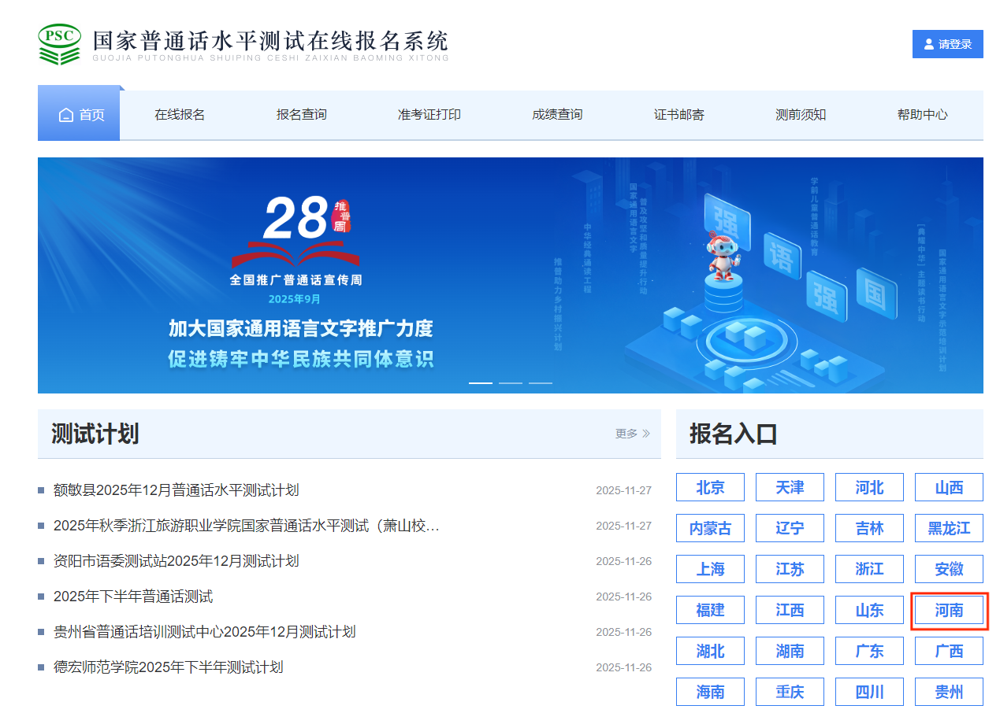 PSC
国家普通话水平测试在线报名系统
GUOJIA PUTONGHUA SHUIPING CESHI ZAIXIAN BAOMING XITONG
请登录
首页
在线报名
报名查询
准考证打印
成绩查询
证书邮寄
测前须知
帮助中心
28
推普周
全国推广普通话宣传周
2025年9月
加大国家通用语言文字推广力度
促进铸牢中华民族共同体意识
推普助力乡村振兴计划
中华经典诵读工程
国家通用语言文字
普及攻坚和质量提升行动
强
语
强
国
学前儿童普通话教育
[典耀中华]主题读书行动
国家通用语言文字示范培训计划
测试计划
更多
额敏县2025年12月普通话水平测试计划 2025-11-27
2025年秋季浙江旅游职业学院国家普通话水平测试（萧山校… 2025-11-27
资阳市语委测试站2025年12月测试计划 2025-11-26
2025年下半年普通话测试 2025-11-26
贵州省普通话培训测试中心2025年12月测试计划 2025-11-26
德宏师范学院2025年下半年测试计划 2025-11-26
报名入口
北京 天津 河北 山西
内蒙古 辽宁 吉林 黑龙江
上海 江苏 浙江 安徽
福建 江西 山东 河南
湖北 湖南 广东 广西
海南 重庆 四川 贵州